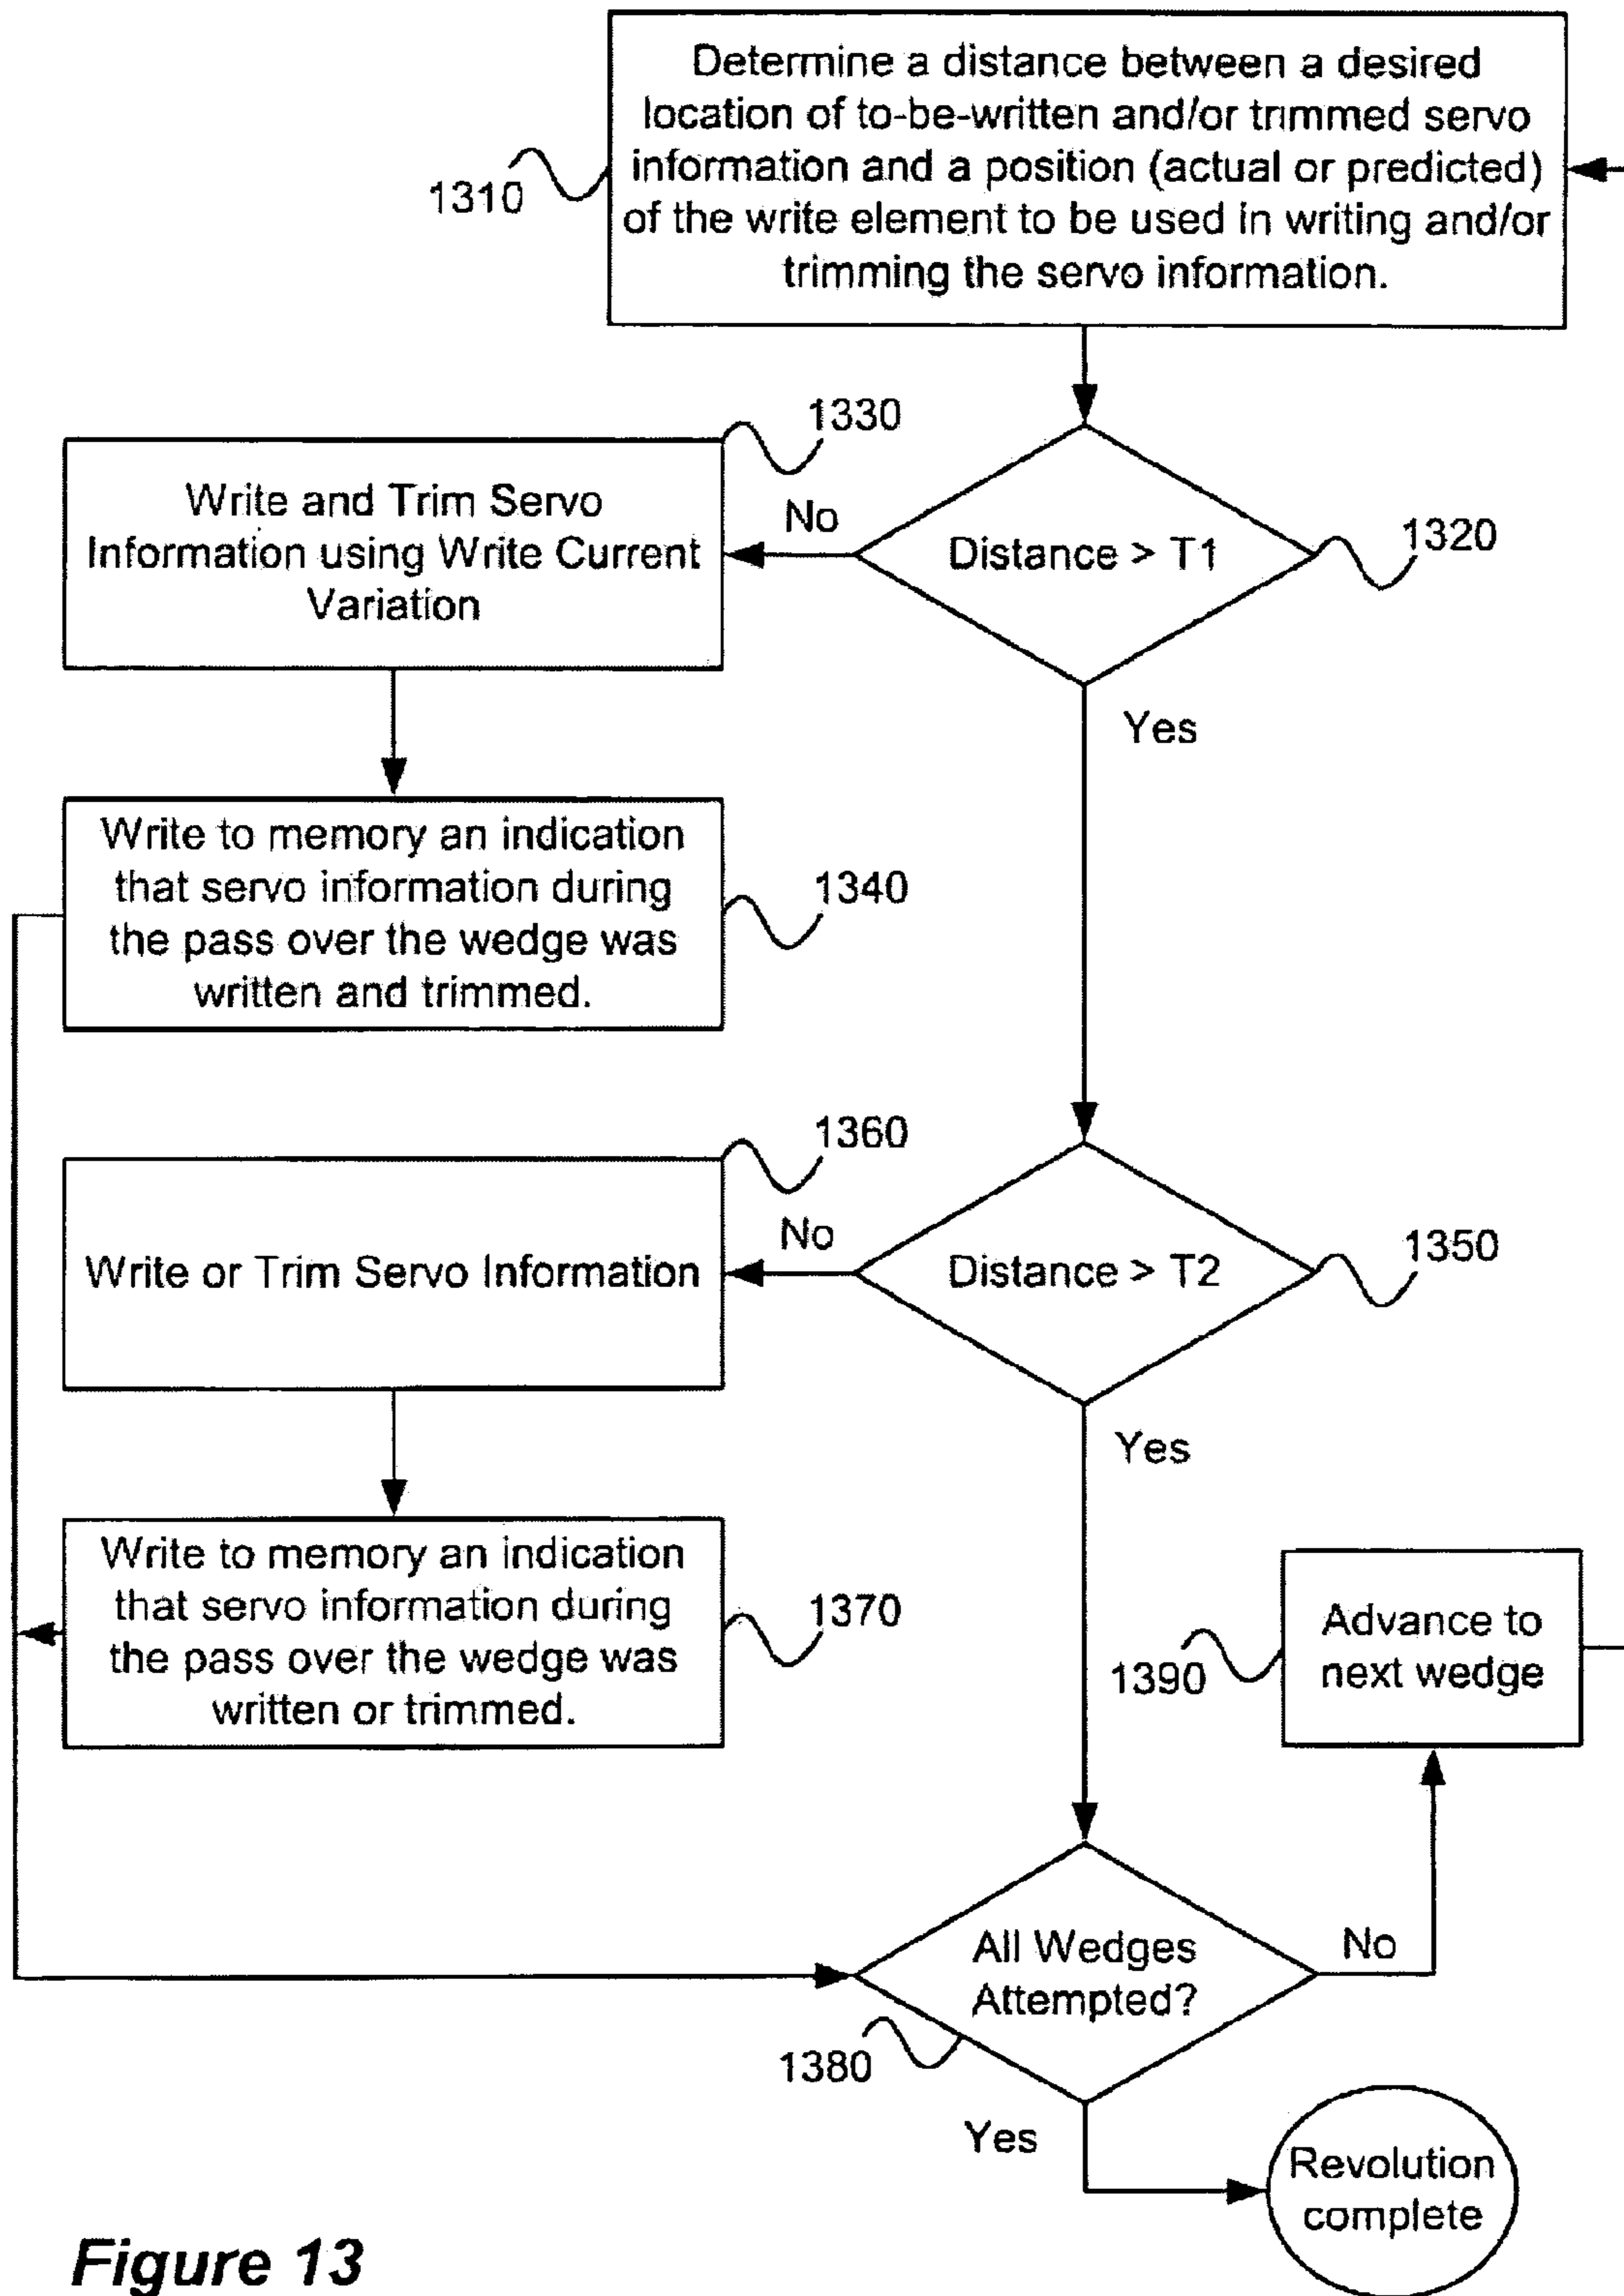 Determine a distance between a desired
location of to-be-written and/or trimmed servo
information and a position (actual or predicted)
of the write element to be used in writing and/or
trimming the servo information.
1310
1330
Write and Trim Servo
Information using Write Current
Variation
No
Distance > T1
1320
Yes
Write to memory an indication
that servo information during
the pass over the wedge was
written and trimmed.
1340
1360
Write or Trim Servo Information
No
Distance > T2
1350
Yes
Write to memory an indication
that servo information during
the pass over the wedge was
written or trimmed.
1370
Advance to
next wedge
1390
All Wedges
Attempted?
No
1380
Yes
Revolution
complete
Figure 13